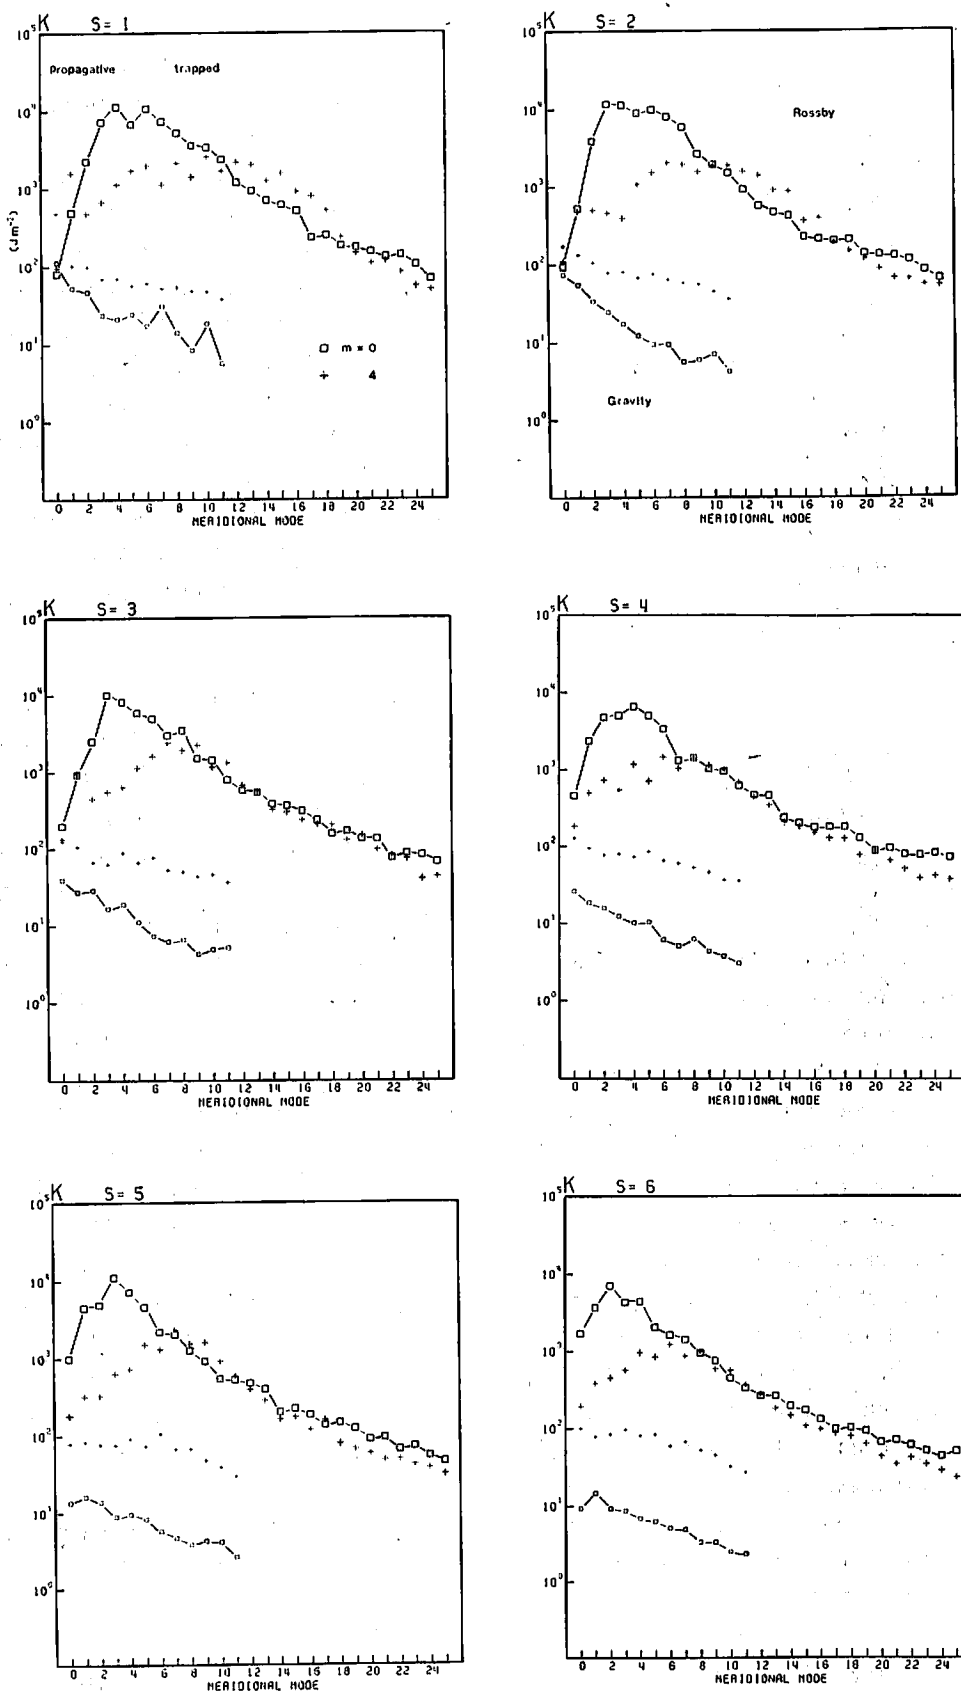 K S= 1
10⁵
Propagative trapped
10⁴
10³
(Jm⁻²)
10²
10¹
□ m = 0
+ 4
10⁰
0 2 4 6 8 10 12 14 16 18 20 22 24
MERIDIONAL MODE
K S= 2
10⁵
10⁴
Rossby
10³
10²
10¹
Gravity
10⁰
0 2 4 6 8 10 12 14 16 18 20 22 24
MERIDIONAL MODE
K S= 3
10⁵
10⁴
10³
10²
10¹
10⁰
0 2 4 6 8 10 12 14 16 18 20 22 24
MERIDIONAL MODE
K S= 4
10⁵
10⁴
10³
10²
10¹
10⁰
0 2 4 6 8 10 12 14 16 18 20 22 24
MERIDIONAL MODE
K S= 5
10⁵
10⁴
10³
10²
10¹
10⁰
0 2 4 6 8 10 12 14 16 18 20 22 24
MERIDIONAL MODE
K S= 6
10⁵
10⁴
10³
10²
10¹
10⁰
0 2 4 6 8 10 12 14 16 18 20 22 24
MERIDIONAL MODE